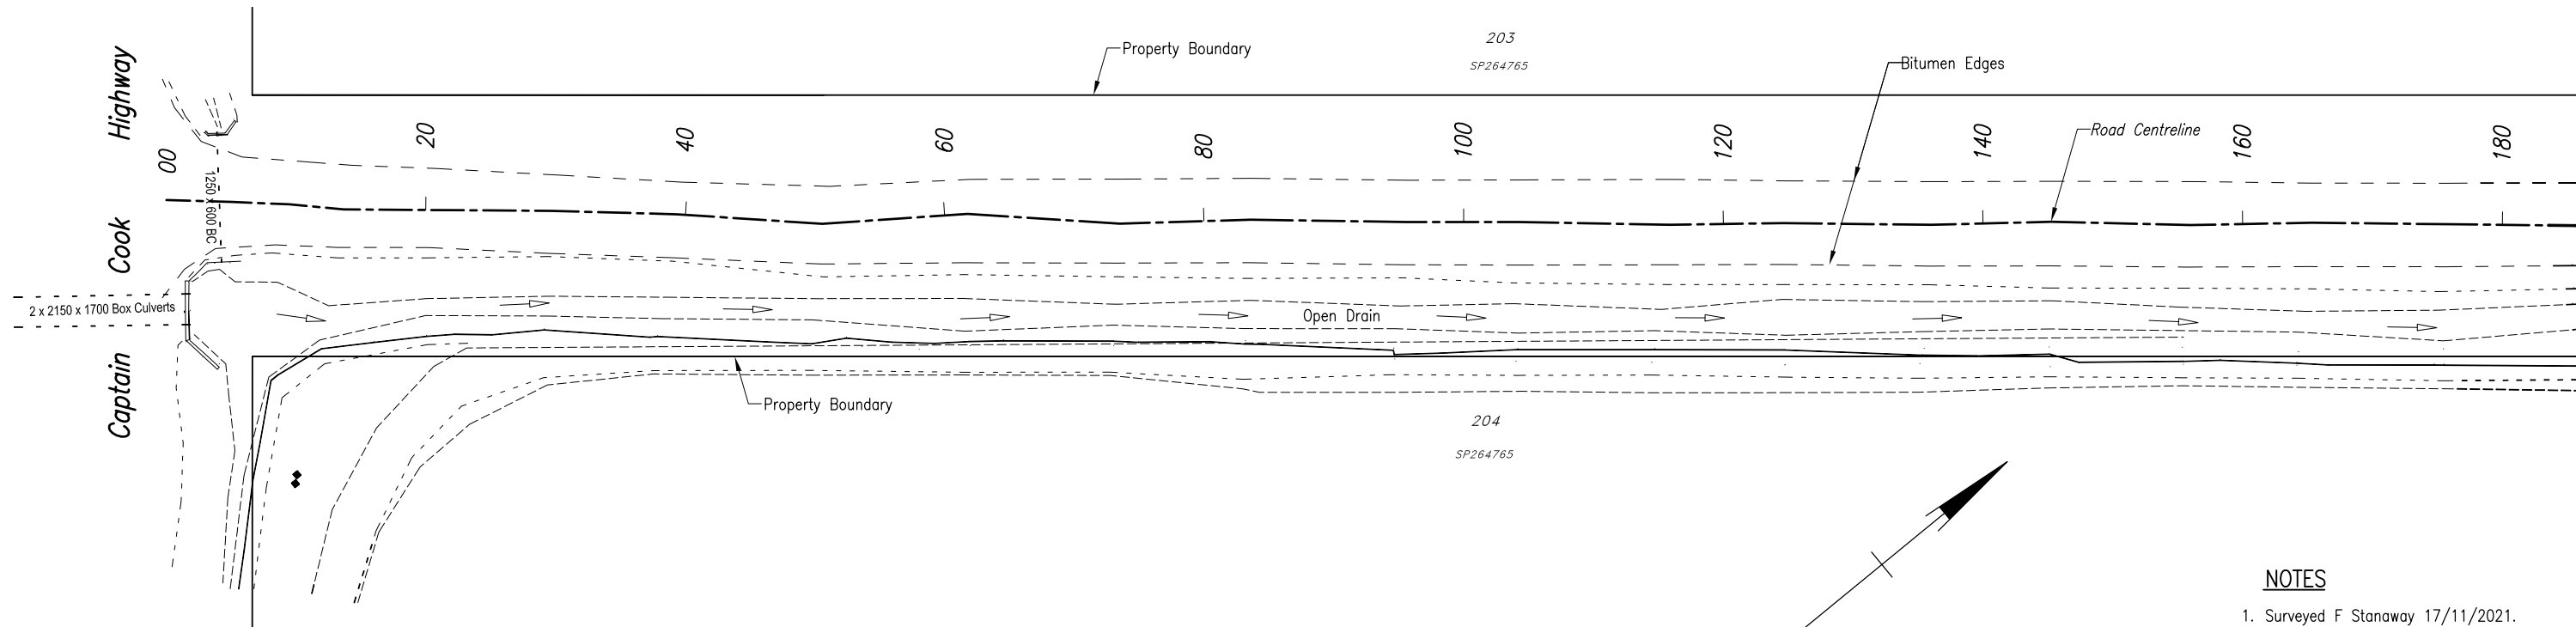 203
SP264765
Property Boundary
Bitumen Edges
Road Centreline
00
20
40
60
80
100
120
140
160
180
1250 x 600 BC
Captain Cook Highway
2 x 2150 x 1700 Box Culverts
Open Drain
Property Boundary
204
SP264765
NOTES
1. Surveyed F Stanaway 17/11/2021.